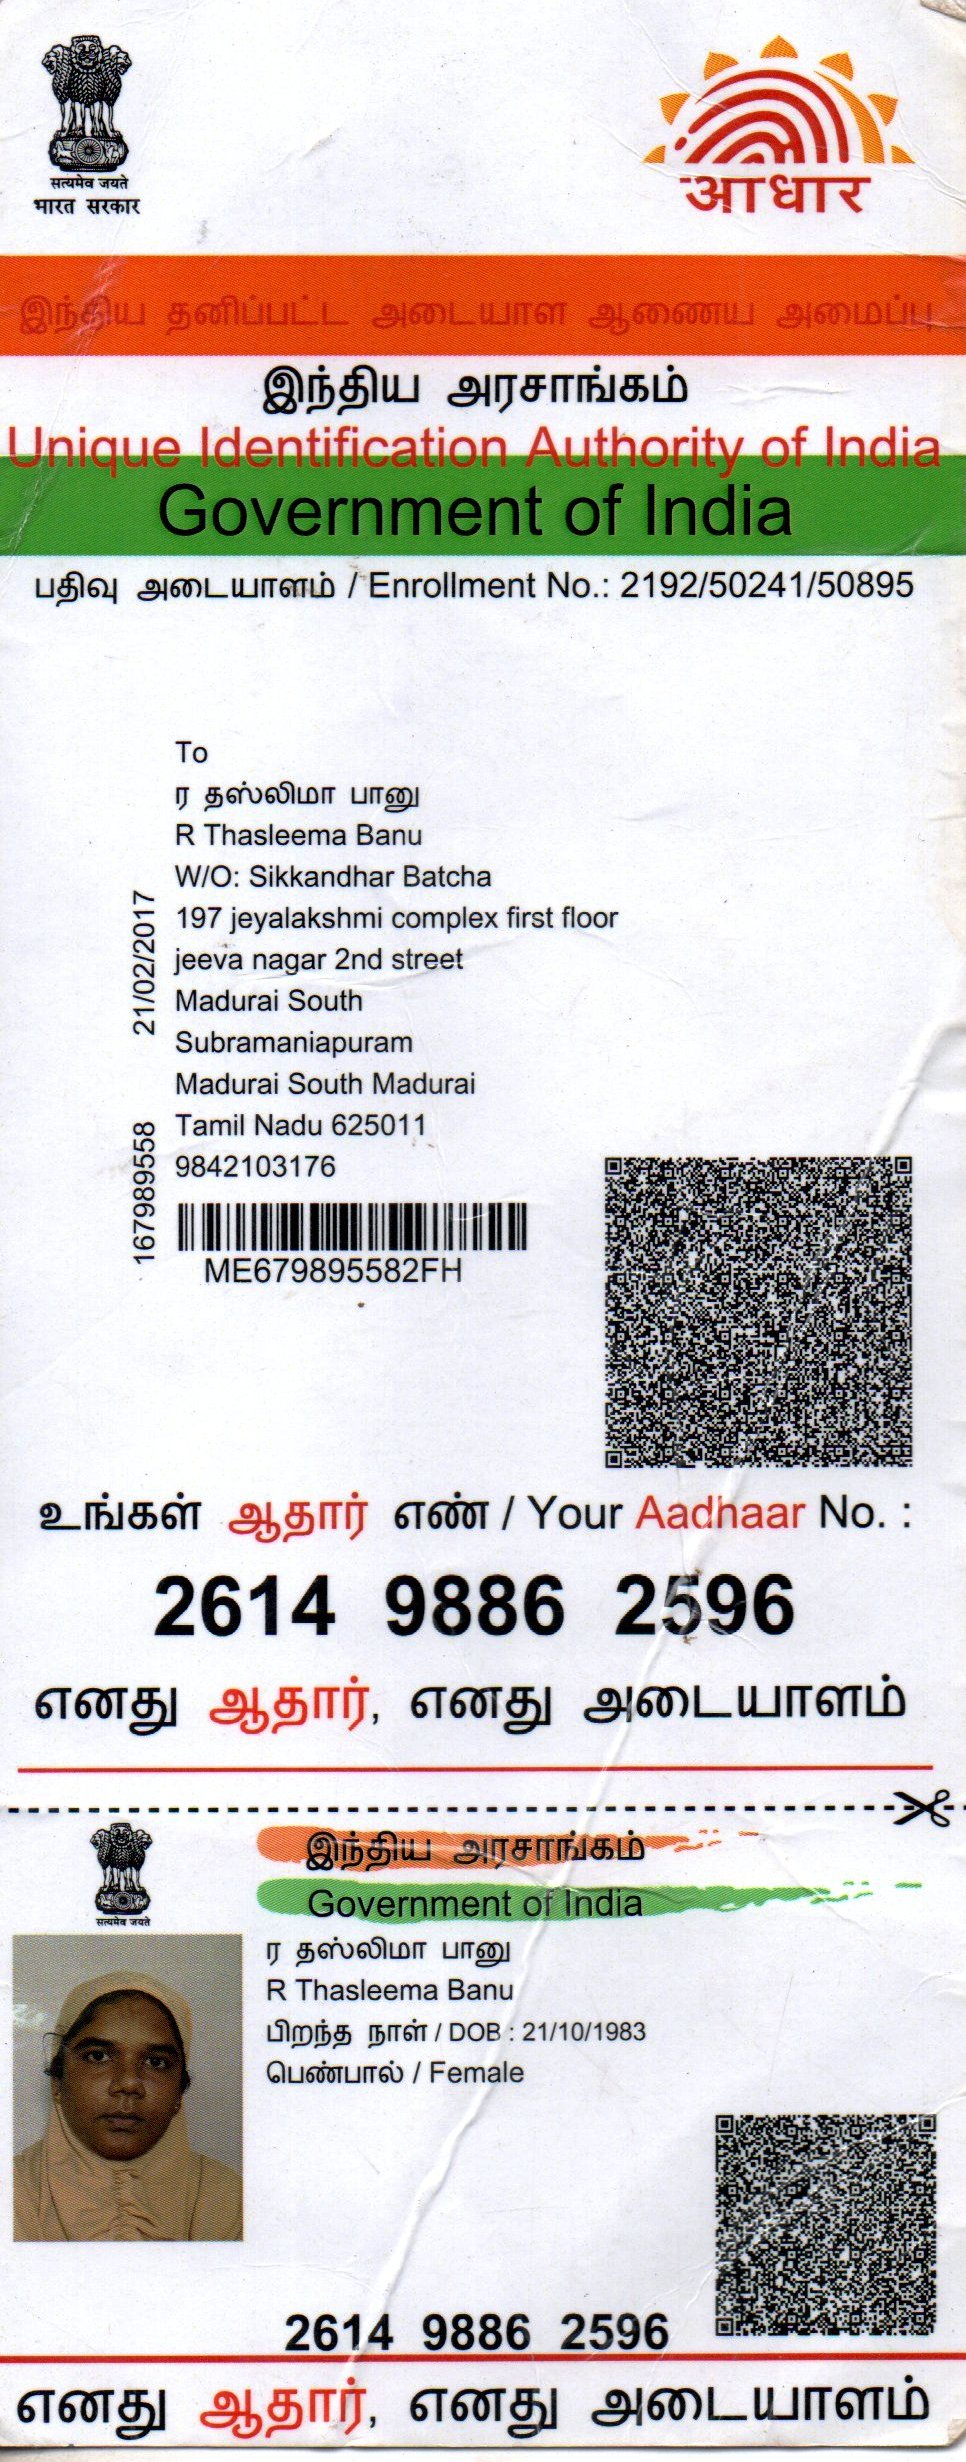 सत्यमेव जयते
भारत सरकार
आधार
இந்திய தனிப்பட்ட அடையாள ஆணைய அமைப்பு
இந்திய அரசாங்கம்
Unique Identification Authority of India
Government of India
பதிவு அடையாளம் / Enrollment No.: 2192/50241/50895
To
ர தஸ்லிமா பானு
R Thasleema Banu
W/O: Sikkandhar Batcha
197 jeyalakshmi complex first floor
jeeva nagar 2nd street
Madurai South
Subramaniapuram
Madurai South Madurai
Tamil Nadu 625011
9842103176
21/02/2017
167989558
ME679895582FH
உங்கள் ஆதார் எண் / Your Aadhaar No. :
2614 9886 2596
எனது ஆதார், எனது அடையாளம்
இந்திய அரசாங்கம்
Government of India
सत्यमेव जयते
ர தஸ்லிமா பானு
R Thasleema Banu
பிறந்த நாள் / DOB : 21/10/1983
பெண்பால் / Female
2614 9886 2596
எனது ஆதார், எனது அடையாளம்